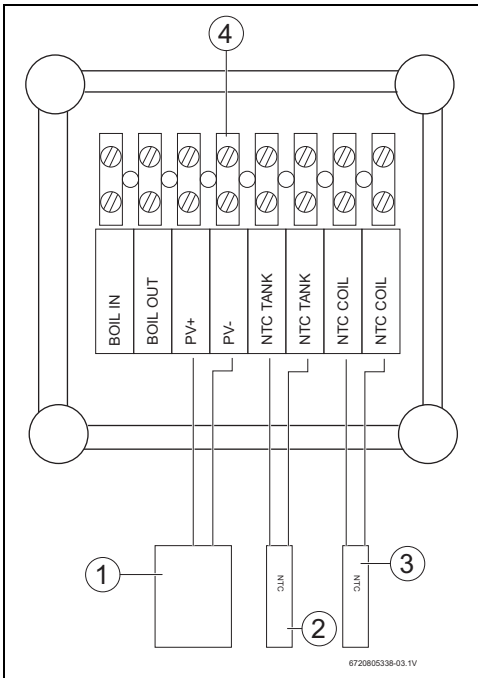 4
BOIL IN
BOIL OUT
PV+
PV-
NTC TANK
NTC TANK
NTC COIL
NTC COIL
1
NTC
2
NTC
3
6720805338-03.1V